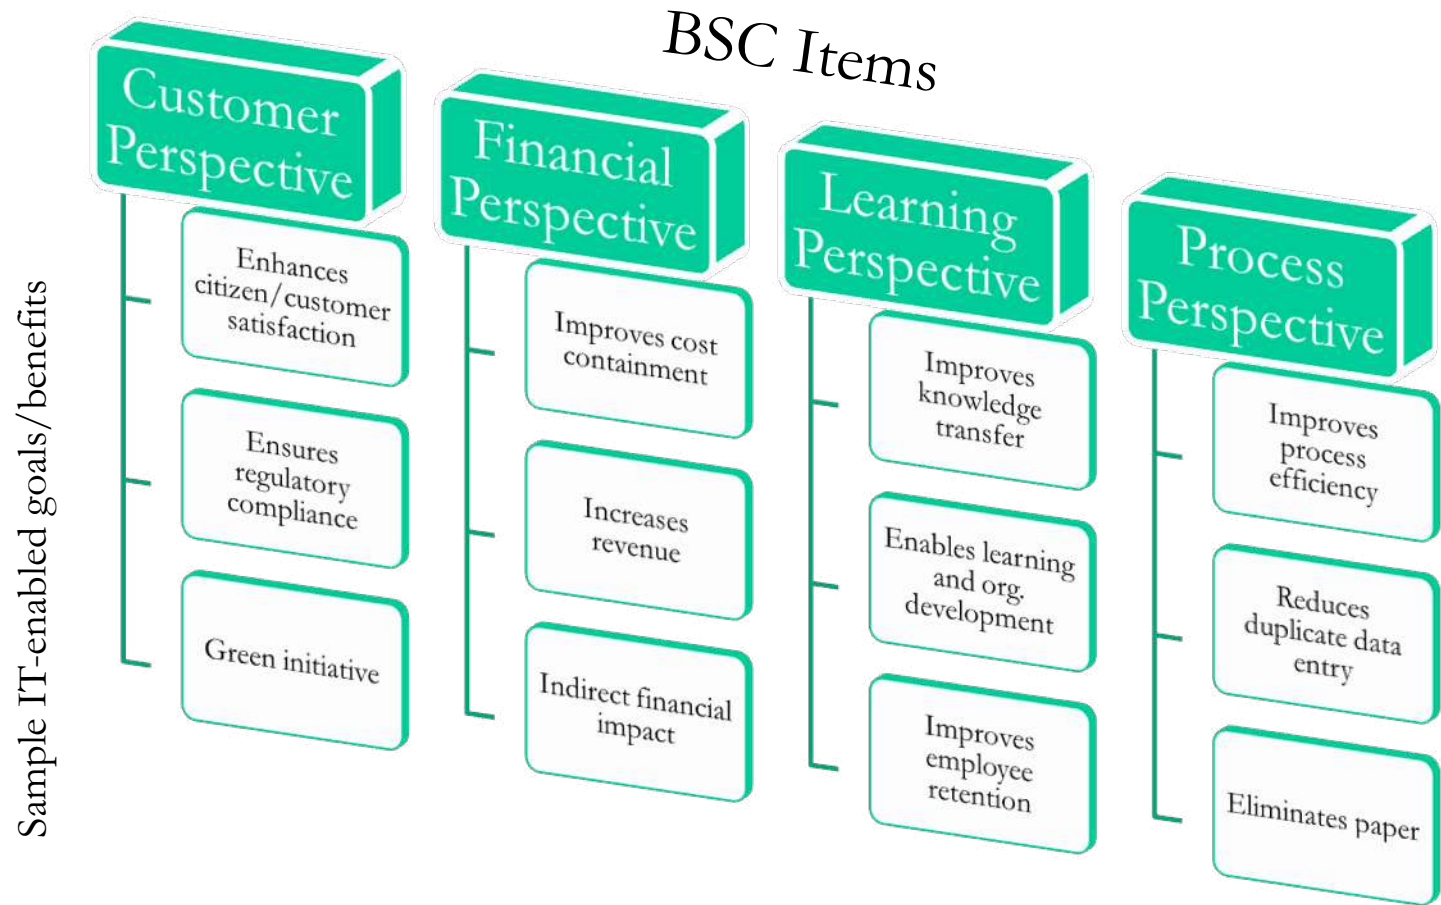 BSC Items
Sample IT-enabled goals/benefits
Customer
Perspective
Enhances
citizen/customer
satisfaction
Ensures
regulatory
compliance
Green initiative
Financial
Perspective
Improves cost
containment
Increases
revenue
Indirect financial
impact
Learning
Perspective
Improves
knowledge
transfer
Enables learning
and org.
development
Improves
employee
retention
Process
Perspective
Improves
process
efficiency
Reduces
duplicate data
entry
Eliminates paper